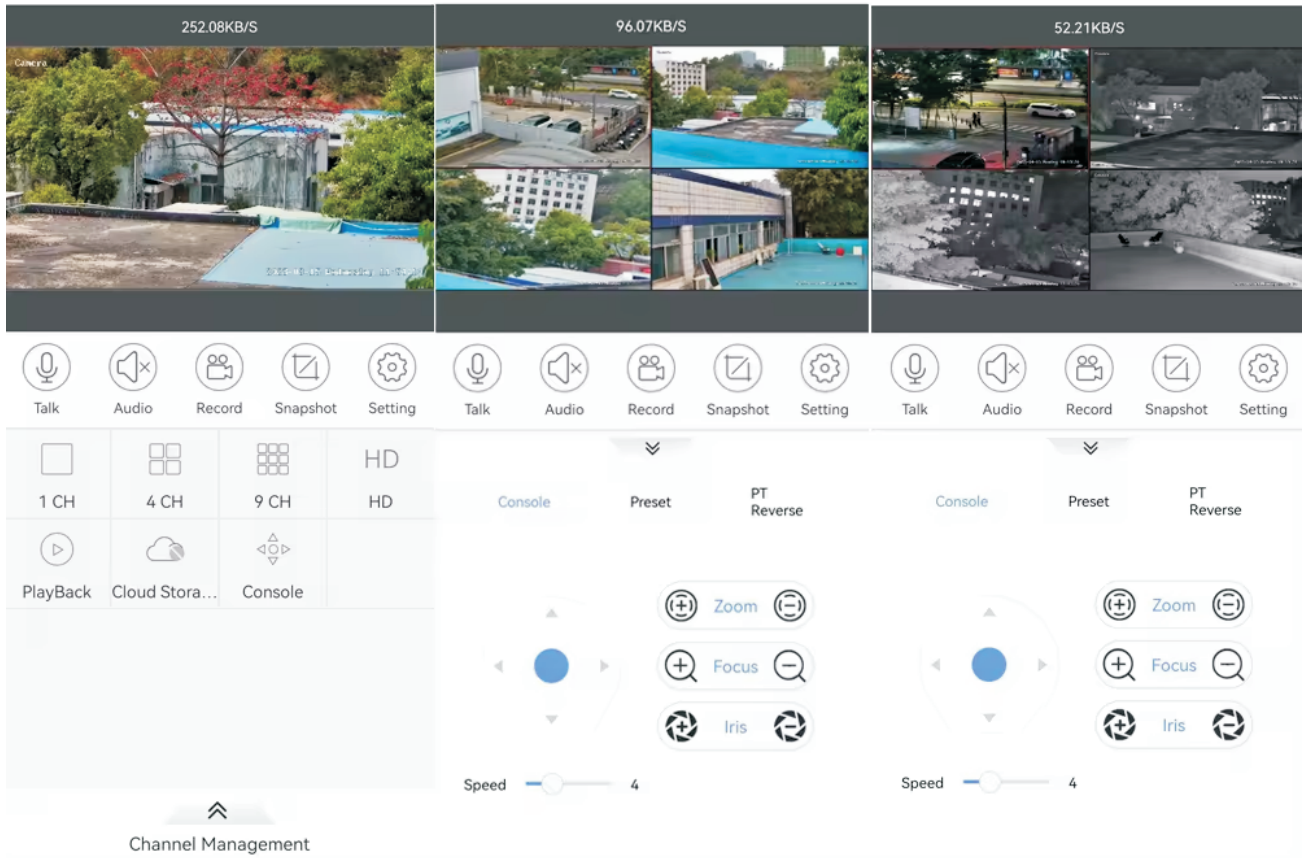 252.08KB/S
Camera
Talk
Audio
Record
Snapshot
Setting
1 CH
4 CH
9 CH
HD
HD
PlayBack
Cloud Stora...
Console
Channel Management
96.07KB/S
Talk
Audio
Record
Snapshot
Setting
Console
Preset
PT
Reverse
Zoom
Focus
Iris
Speed
4
52.21KB/S
Talk
Audio
Record
Snapshot
Setting
Console
Preset
PT
Reverse
Zoom
Focus
Iris
Speed
4